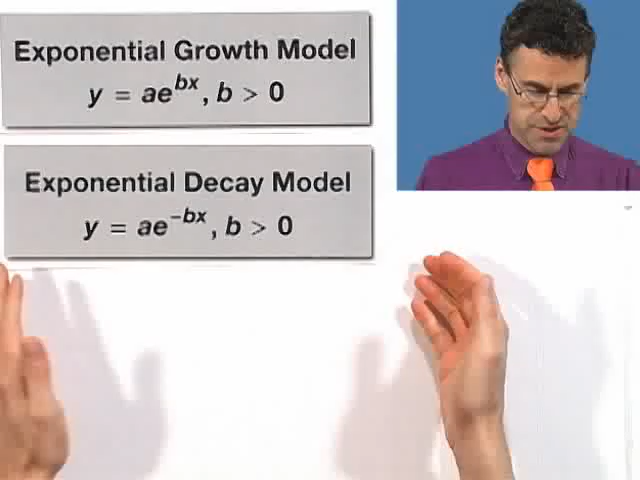 Exponential Growth Model
y = ae^{bx}, b > 0
Exponential Decay Model
y = ae^{-bx}, b > 0